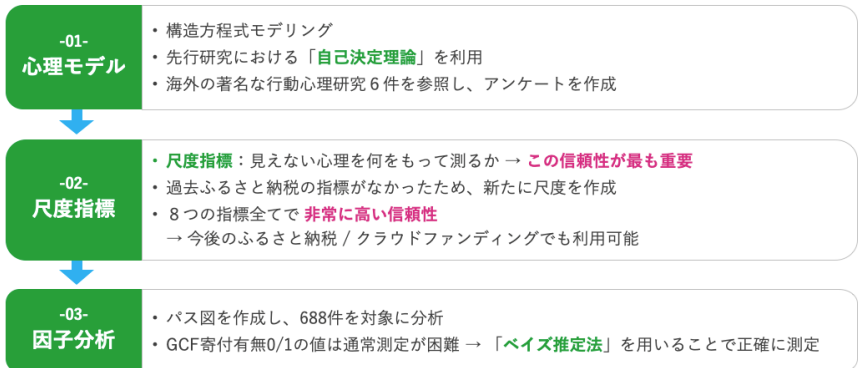 -01-
心理モデル
• 構造方程式モデリング
• 先行研究における「自己決定理論」を利用
• 海外の著名な行動心理研究６件を参照し、アンケートを作成
-02-
尺度指標
• 尺度指標：見えない心理を何をもって測るか → この信頼性が最も重要
• 過去ふるさと納税の指標がなかったため、新たに尺度を作成
• ８つの指標全てで 非常に高い信頼性
→ 今後のふるさと納税 / クラウドファンディングでも利用可能
-03-
因子分析
• パス図を作成し、688件を対象に分析
• GCF寄付有無0/1の値は通常測定が困難 → 「ベイズ推定法」を用いることで正確に測定